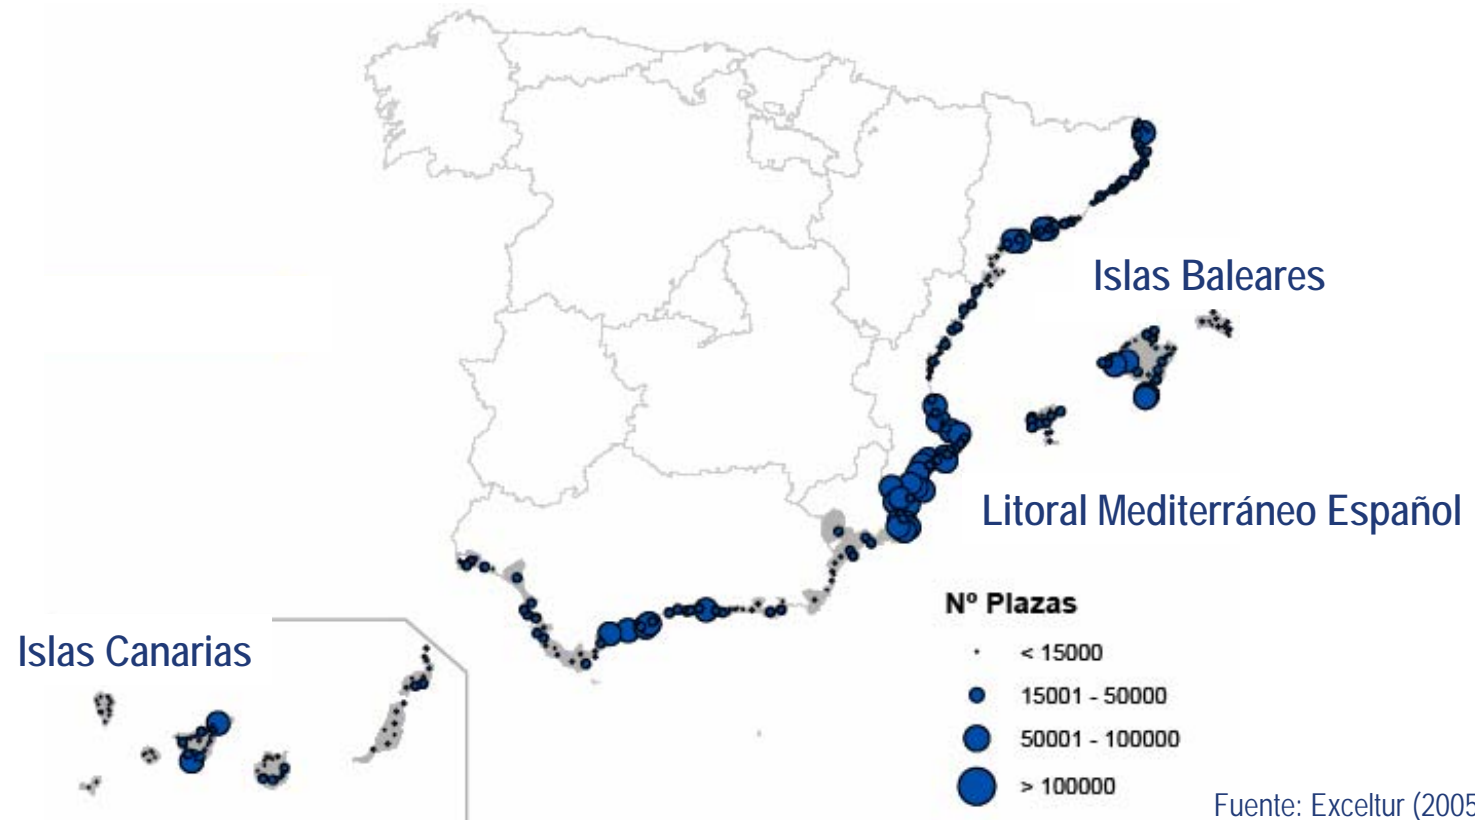 Islas Baleares
Litoral Mediterráneo Español
Nº Plazas
< 15000
15001 - 50000
50001 - 100000
> 100000
Islas Canarias
Fuente: Exceltur (2005